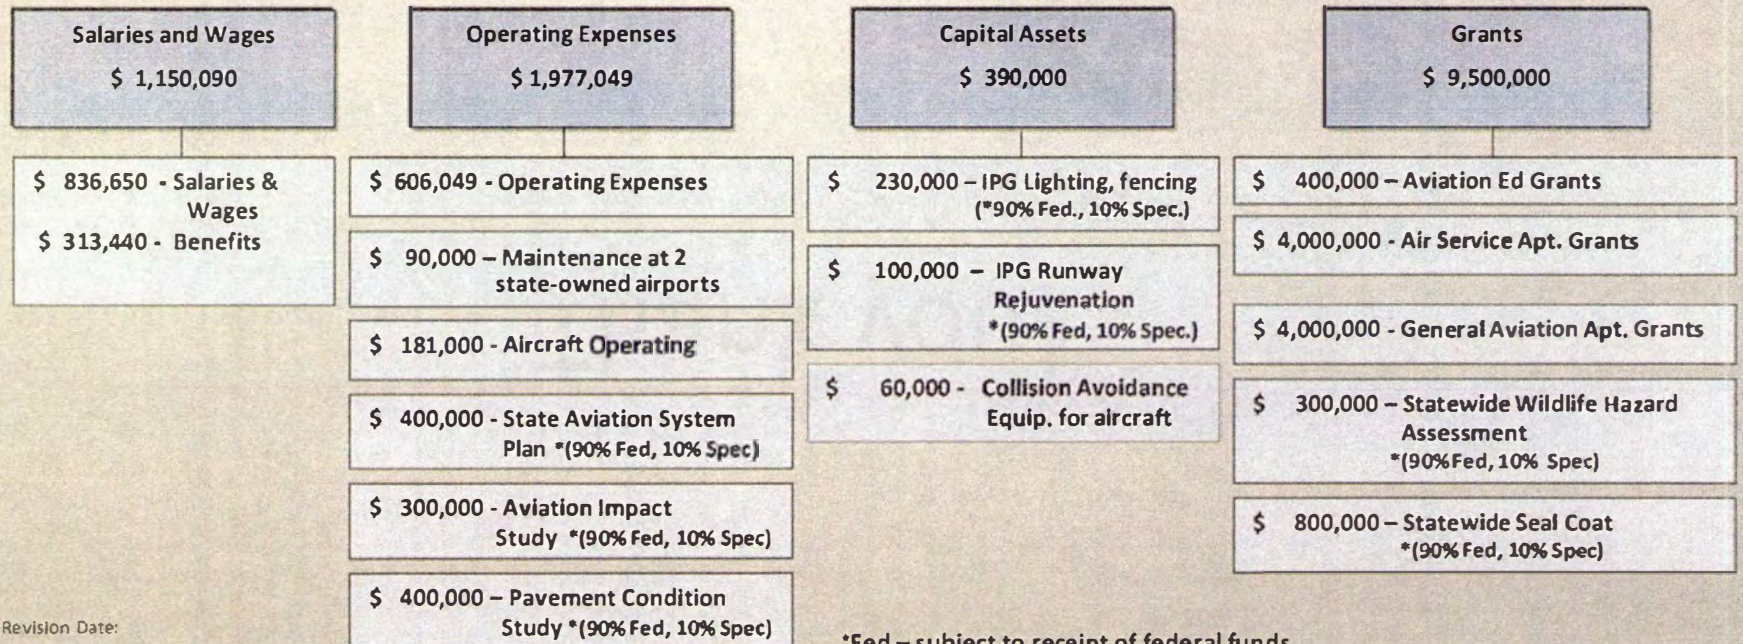 Salaries and Wages
$ 1,150,090
$ 836,650 - Salaries &
Wages
$ 313,440 - Benefits
Operating Expenses
$ 1,977,049
$ 606,049 - Operating Expenses
$ 90,000 – Maintenance at 2
state-owned airports
$ 181,000 - Aircraft Operating
$ 400,000 - State Aviation System
Plan *(90% Fed, 10% Spec)
$ 300,000 - Aviation Impact
Study *(90% Fed, 10% Spec)
$ 400,000 – Pavement Condition
Study *(90% Fed, 10% Spec)
Capital Assets
$ 390,000
$ 230,000 – IPG Lighting, fencing
(*90% Fed., 10% Spec.)
$ 100,000 – IPG Runway
Rejuvenation
*(90% Fed, 10% Spec.)
$ 60,000 - Collision Avoidance
Equip. for aircraft
Grants
$ 9,500,000
$ 400,000 – Aviation Ed Grants
$ 4,000,000 - Air Service Apt. Grants
$ 4,000,000 - General Aviation Apt. Grants
$ 300,000 – Statewide Wildlife Hazard
Assessment
*(90%Fed, 10% Spec)
$ 800,000 – Statewide Seal Coat
*(90% Fed, 10% Spec)
Revision Date:
*Fed – subject to receipt of federal funds